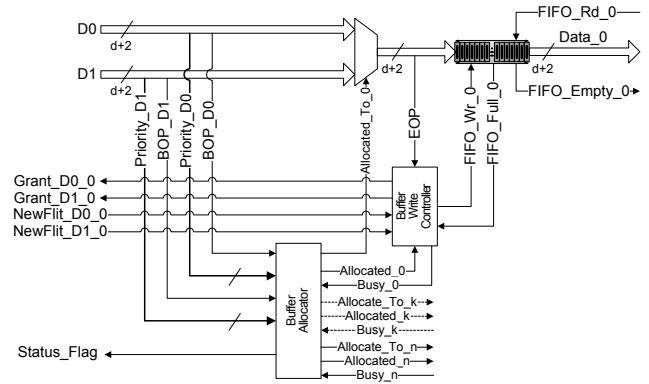 D0
d+2
D1
d+2
Priority_D1
BOP_D1
Priority_D0
BOP_D0
Allocated_To_0
d+2
EOP
FIFO_Wr_0
FIFO_Full_0
FIFO_Rd_0
Data_0
d+2
FIFO_Empty_0
Grant_D0_0
Grant_D1_0
NewFlit_D0_0
NewFlit_D1_0
Buffer
Write
Controller
Buffer
Allocator
Allocated_0
Busy_0
Allocate_To_k
Allocated_k
Busy_k
Allocate_To_n
Allocated_n
Busy_n
Status_Flag